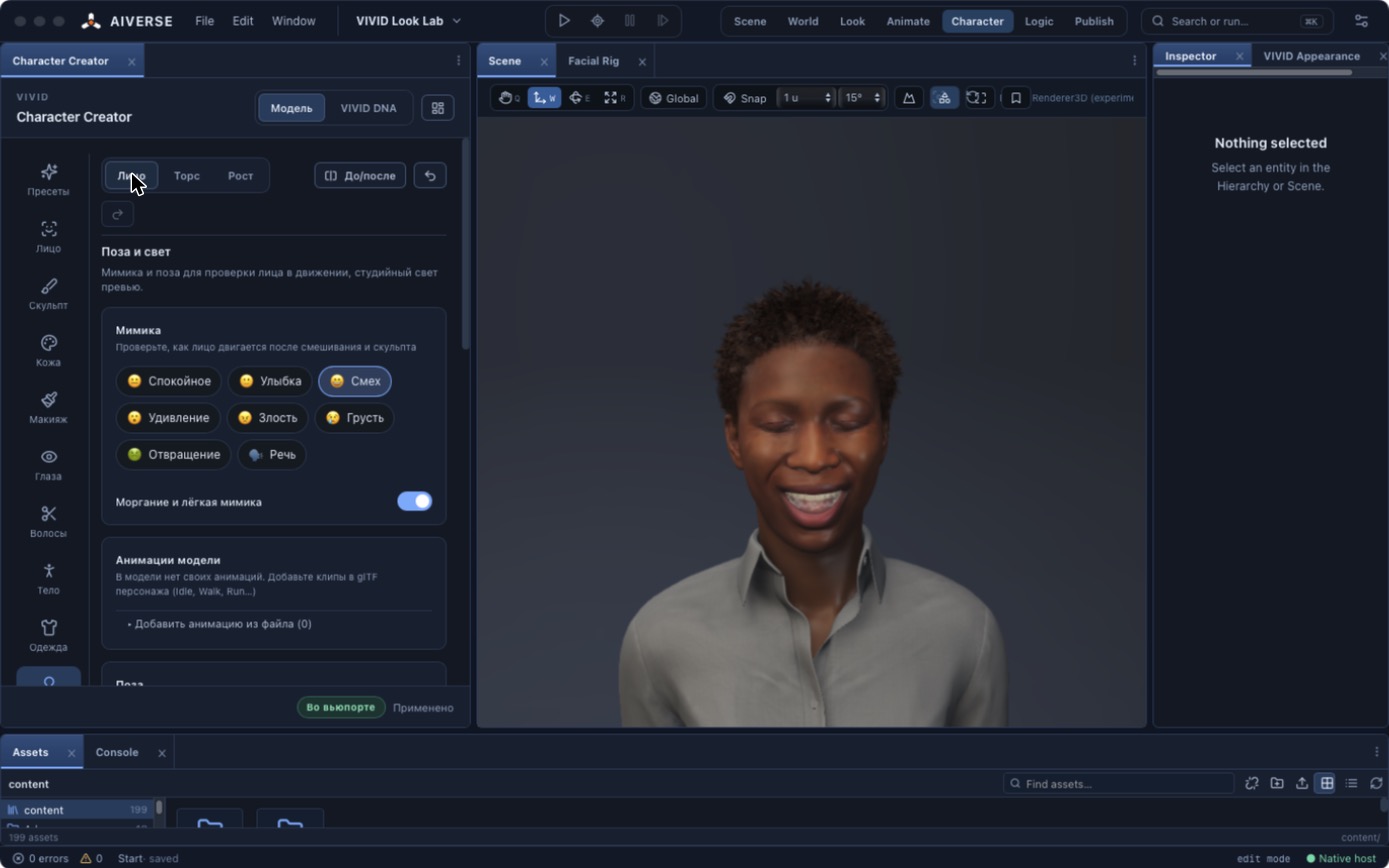 AIVERSE
File
Edit
Window
VIVID Look Lab
Scene
World
Look
Animate
Character
Logic
Publish
Search or run...
⌘K
Character Creator
Scene
Facial Rig
Inspector
VIVID Appearance
VIVID
Character Creator
Модель
VIVID DNA
Q
W
E
R
Global
Snap
1 u
15°
Renderer3D (experime
Nothing selected
Select an entity in the
Hierarchy or Scene.
Пресеты
Лицо
Скульпт
Кожа
Макияж
Глаза
Волосы
Тело
Одежда
Торс
Рост
До/после
Поза и свет
Мимика и поза для проверки лица в движении, студийный свет
превью.
Мимика
Проверьте, как лицо двигается после смешивания и скульпта
Спокойное
Улыбка
Смех
Удивление
Злость
Грусть
Отвращение
Речь
Моргание и лёгкая мимика
Анимации модели
В модели нет своих анимаций. Добавьте клипы в glTF
персонажа (Idle, Walk, Run...)
Добавить анимацию из файла (0)
Поза
Во вьюпорте
Применено
Assets
Console
content
Find assets...
content
199
199 assets
content/
0 errors
0
Start · saved
edit mode
Native host